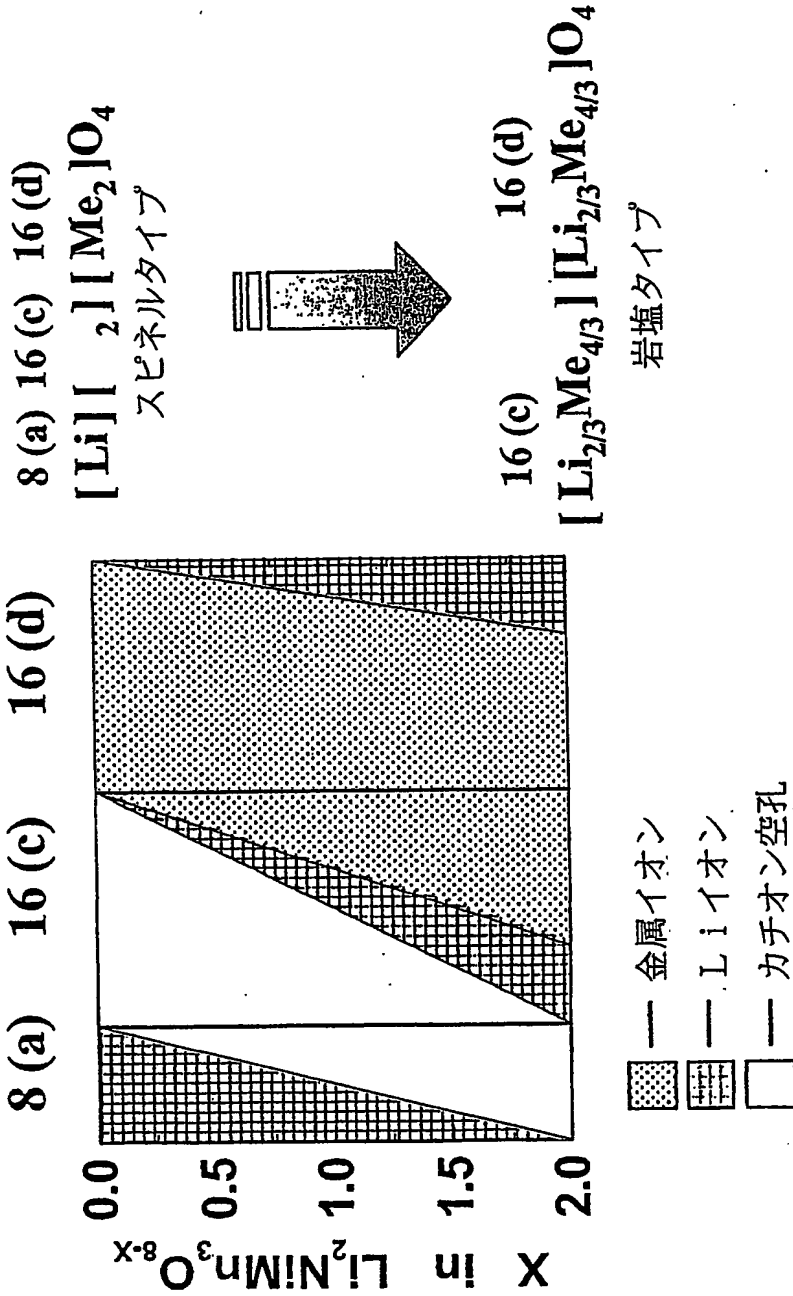 8 (a) 16 (c) 16 (d)
X in Li₂NiMn₃O₈₋ₓ
0.0
0.5
1.0
1.5
2.0
金属イオン
Liイオン
カチオン空孔
8 (a) 16 (c) 16 (d)
[Li] [ ₂] [Me₂]O₄
スピネルタイプ
16 (c) 16 (d)
[Li₂/₃Me₄/₃] [Li₂/₃Me₄/₃]O₄
岩塩タイプ